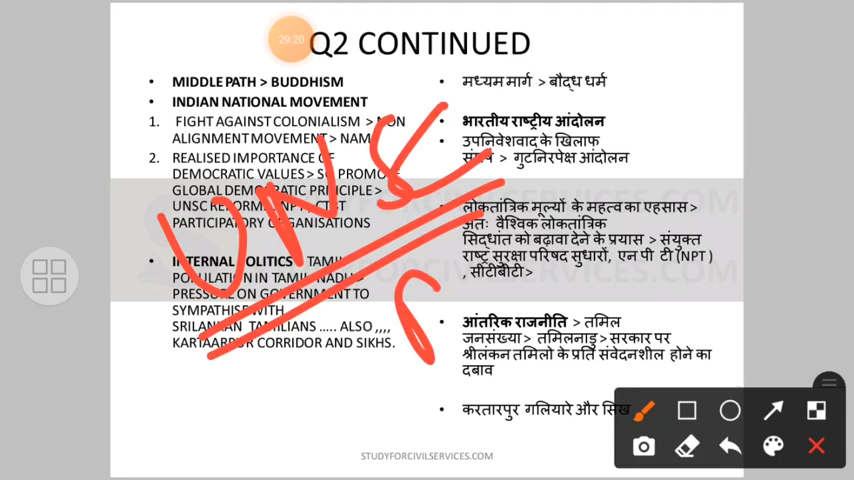 29:20
Q2 CONTINUED
• MIDDLE PATH > BUDDHISM
• INDIAN NATIONAL MOVEMENT
1. FIGHT AGAINST COLONIALISM > NON
ALIGNMENT MOVEMENT > NAM
2. REALISED IMPORTANCE OF
DEMOCRATIC VALUES> SO PROMOTE
GLOBAL DEMOCRATIC PRINCIPLE >
UNSC REFORMS, NPT, CTBT
PARTICIPATORY ORGANISATIONS
• INTERNAL POLITICS TAMIL
POPULATION IN TAMIL NADU>
PRESSURE ON GOVERNMENT TO
SYMPATHISE WITH
SRILANKAN TAMILIANS ..... ALSO ,,,,
KARTAARPUR CORRIDOR AND SIKHS.
• मध्यम मार्ग > बौद्ध धर्म
• भारतीय राष्ट्रीय आंदोलन
उपनिवेशवाद के खिलाफ
संघर्ष > गुटनिरपेक्ष आंदोलन
• लोकतांत्रिक मूल्यों के महत्व का एहसास>
अतः वैश्विक लोकतांत्रिक
सिद्धांत को बढ़ावा देने के प्रयास > संयुक्त
राष्ट्र सुरक्षा परिषद सुधारों, एन पी टी (NPT )
, सीटीबीटी>
• आंतरिक राजनीति > तमिल
जनसंख्या> तमिलनाडु> सरकार पर
श्रीलंकन तमिलो के प्रति संवेदनशील होने का
दबाव
• करतारपुर गलियारे और सिख
STUDYFORCIVILSERVICES.COM